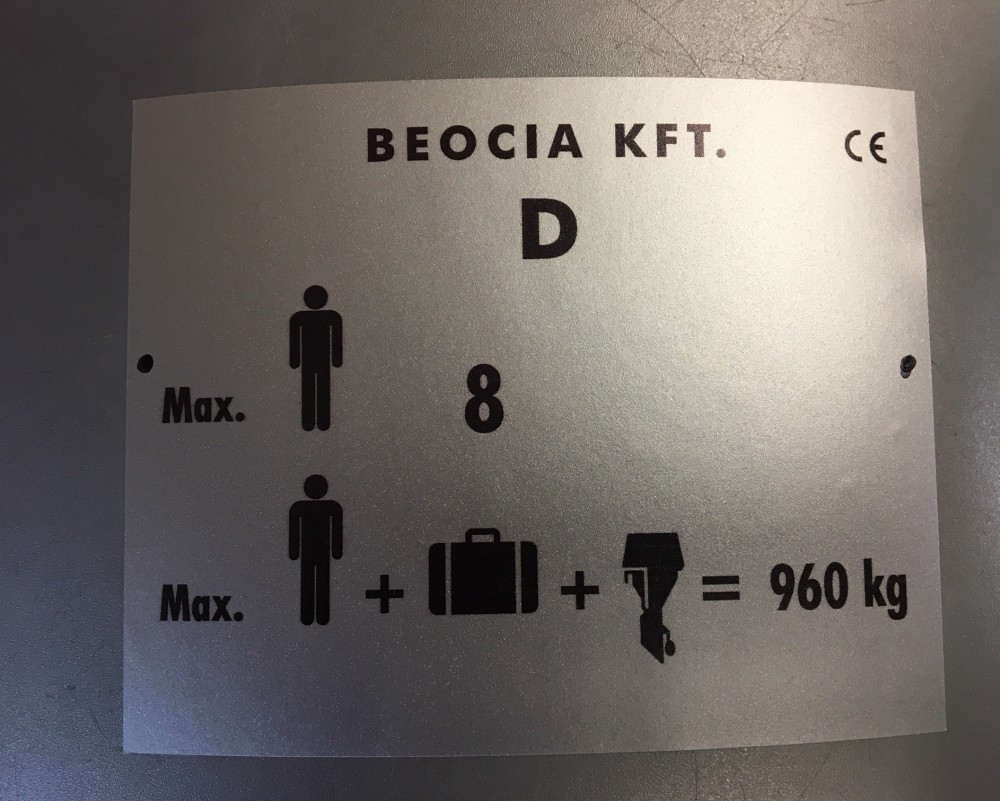 BEOCIA KFT. CE
D
Max. 8
Max. + + = 960 kg